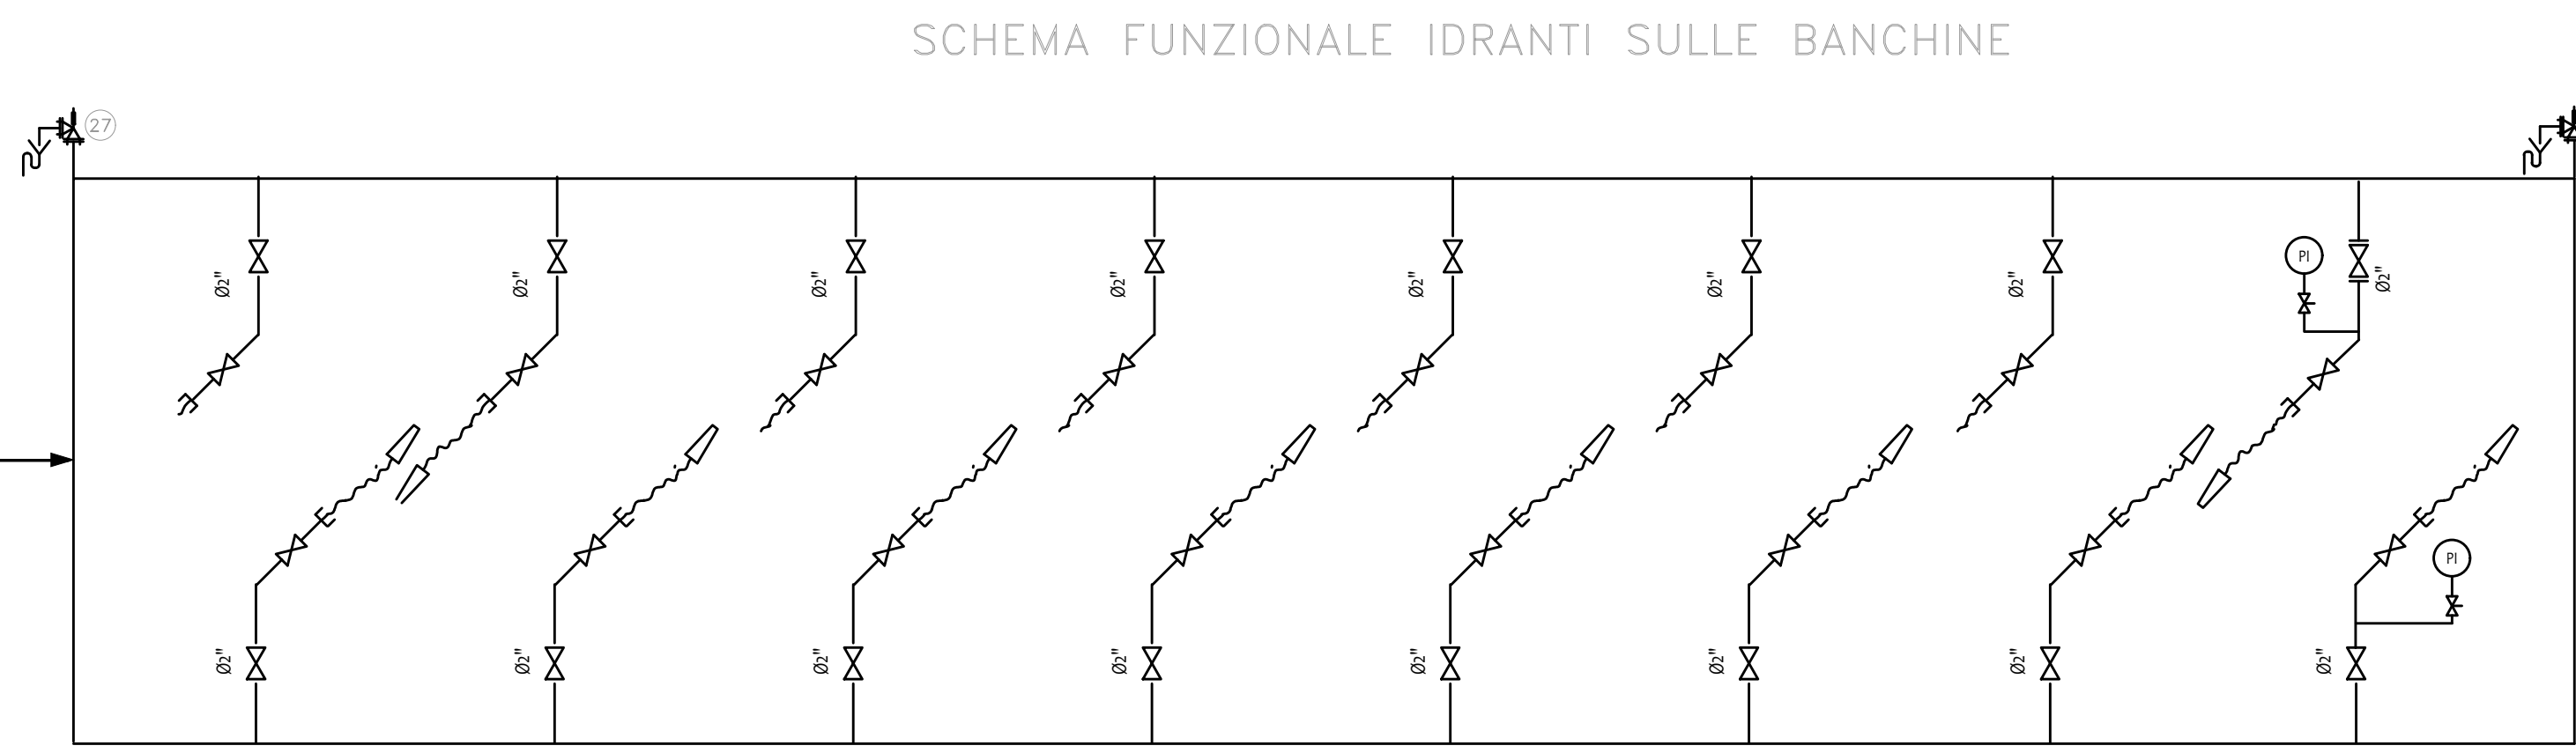 SCHEMA FUNZIONALE IDRANTI SULLE BANCHINE
27
Ø2"
Ø2"
Ø2"
Ø2"
Ø2"
Ø2"
Ø2"
PI
Ø2"
PI
Ø2"
Ø2"
Ø2"
Ø2"
Ø2"
Ø2"
Ø2"
Ø2"